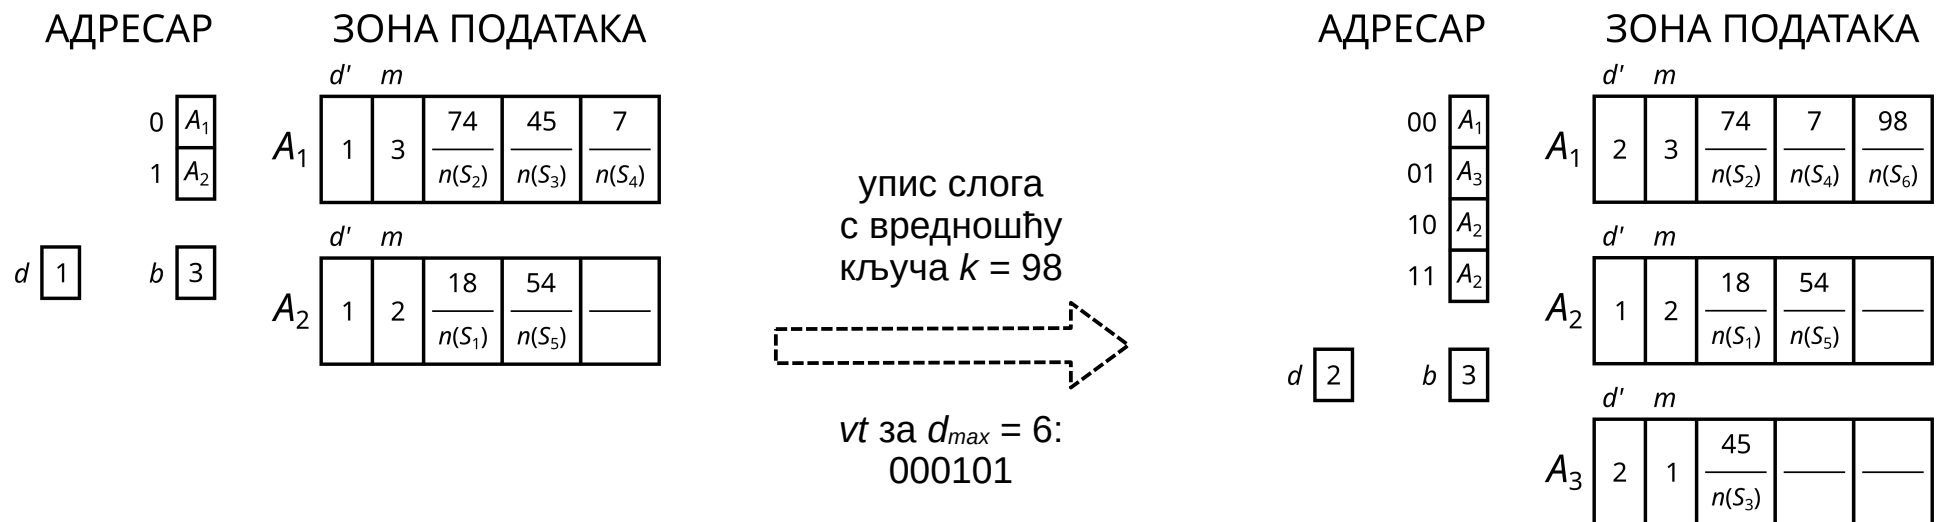 АДРЕСАР ЗОНА ПОДАТАКА
d' m
0 A1
1 A2
A1 1 3 74 45 7
n(S2) n(S3) n(S4)
d' m
d 1 b 3
A2 1 2 18 54
n(S1) n(S5)
упис слога
с вредношћу
кључа k = 98
vt за dmax = 6:
000101
АДРЕСАР ЗОНА ПОДАТАКА
d' m
00 A1
01 A3
10 A2
11 A2
A1 2 3 74 7 98
n(S2) n(S4) n(S6)
d' m
A2 1 2 18 54
n(S1) n(S5)
d 2 b 3
d' m
A3 2 1 45
n(S3)